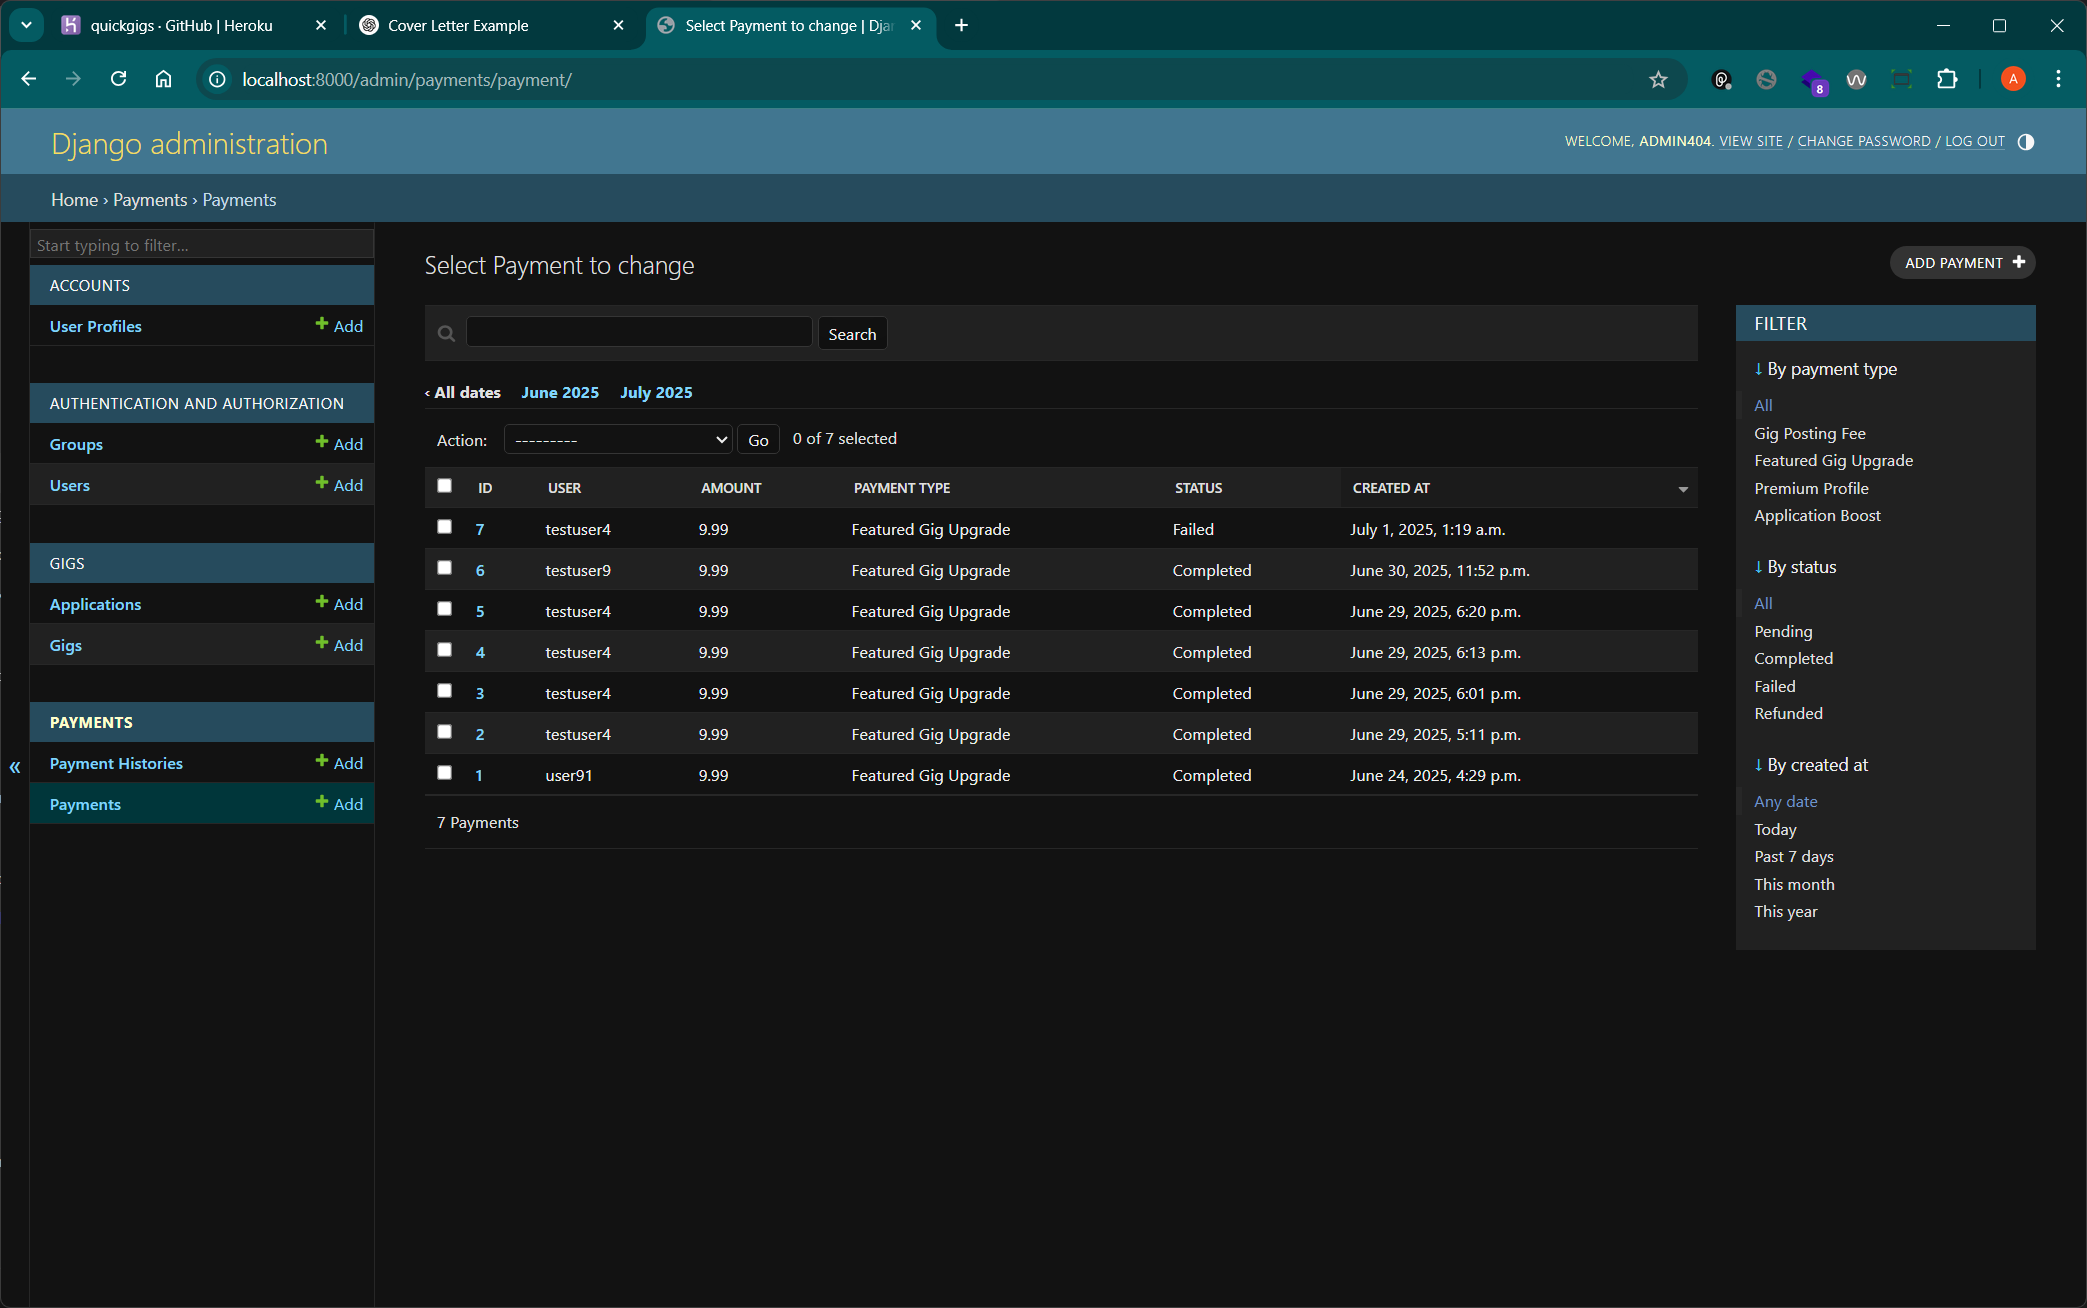 quickgigs · GitHub | Heroku
Cover Letter Example
Select Payment to change | Dja
localhost:8000/admin/payments/payment/
8
A
Django administration
WELCOME, ADMIN404. VIEW SITE / CHANGE PASSWORD / LOG OUT
Home › Payments › Payments
Start typing to filter...
ACCOUNTS
User Profiles + Add
AUTHENTICATION AND AUTHORIZATION
Groups + Add
Users + Add
GIGS
Applications + Add
Gigs + Add
PAYMENTS
Payment Histories + Add
Payments + Add
«
Select Payment to change
ADD PAYMENT +
Search
‹ All dates June 2025 July 2025
Action: --------- Go 0 of 7 selected
ID USER AMOUNT PAYMENT TYPE STATUS CREATED AT
7 testuser4 9.99 Featured Gig Upgrade Failed July 1, 2025, 1:19 a.m.
6 testuser9 9.99 Featured Gig Upgrade Completed June 30, 2025, 11:52 p.m.
5 testuser4 9.99 Featured Gig Upgrade Completed June 29, 2025, 6:20 p.m.
4 testuser4 9.99 Featured Gig Upgrade Completed June 29, 2025, 6:13 p.m.
3 testuser4 9.99 Featured Gig Upgrade Completed June 29, 2025, 6:01 p.m.
2 testuser4 9.99 Featured Gig Upgrade Completed June 29, 2025, 5:11 p.m.
1 user91 9.99 Featured Gig Upgrade Completed June 24, 2025, 4:29 p.m.
7 Payments
FILTER
↓ By payment type
All
Gig Posting Fee
Featured Gig Upgrade
Premium Profile
Application Boost
↓ By status
All
Pending
Completed
Failed
Refunded
↓ By created at
Any date
Today
Past 7 days
This month
This year